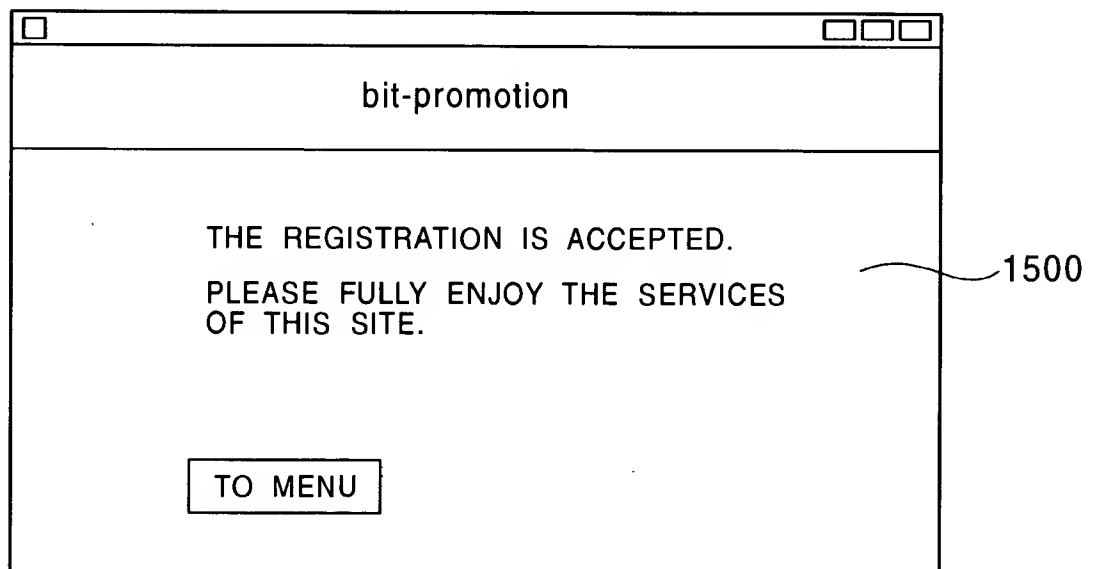 bit-promotion
THE REGISTRATION IS ACCEPTED.
PLEASE FULLY ENJOY THE SERVICES
OF THIS SITE.
1500
TO MENU